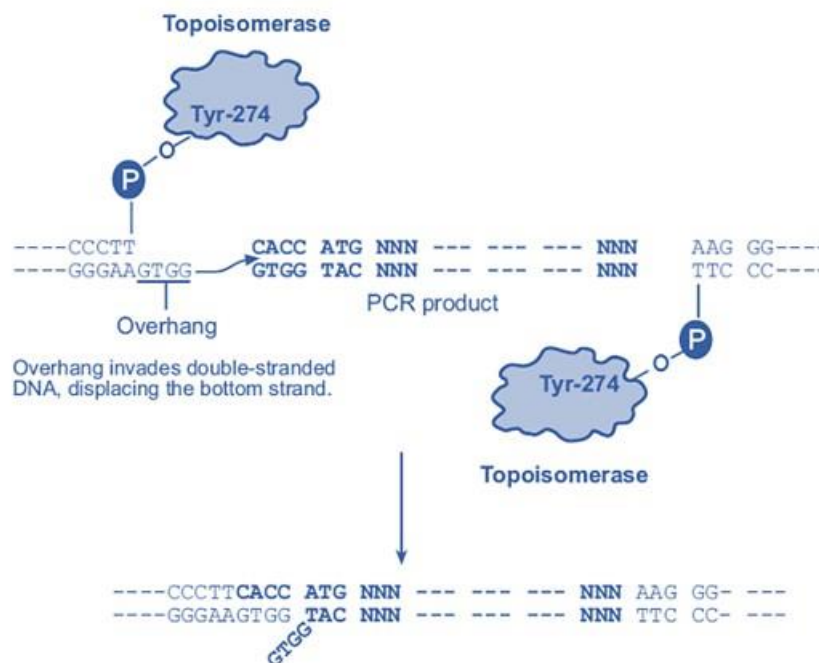 Topoisomerase
Tyr-274
O
P
----CCCTT CACC ATG NNN --- --- --- NNN AAG GG----
----GGGAAGTGG GTGG TAC NNN --- --- --- NNN TTC CC----
Overhang
PCR product
P
O
Overhang invades double-stranded
DNA, displacing the bottom strand.
Tyr-274
Topoisomerase
----CCCTTCACC ATG NNN --- --- --- NNN AAG GG- ---
----GGGAAGTGG TAC NNN --- --- --- NNN TTC CC- ---
GTGG